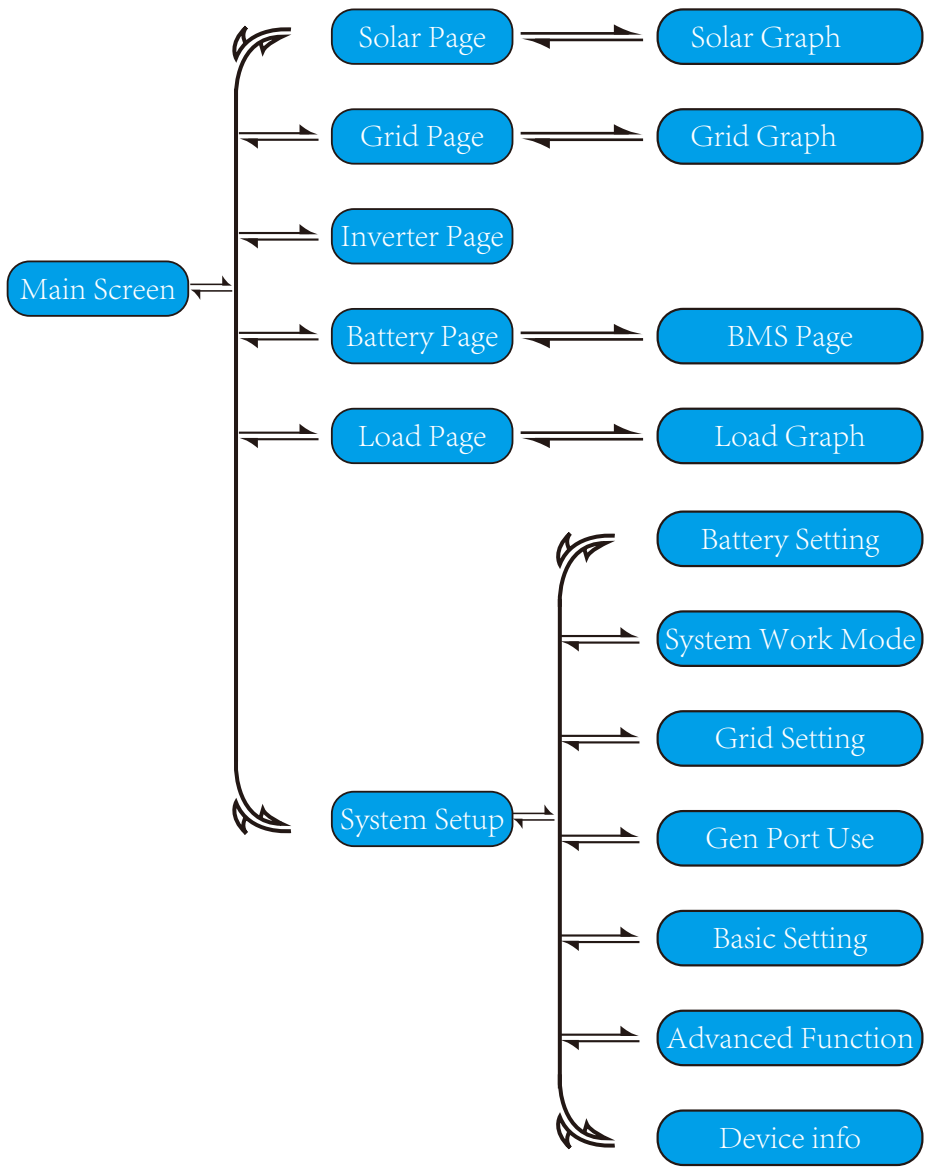 Solar Page
Solar Graph
Grid Page
Grid Graph
Inverter Page
Main Screen
Battery Page
BMS Page
Load Page
Load Graph
Battery Setting
System Work Mode
Grid Setting
System Setup
Gen Port Use
Basic Setting
Advanced Function
Device info